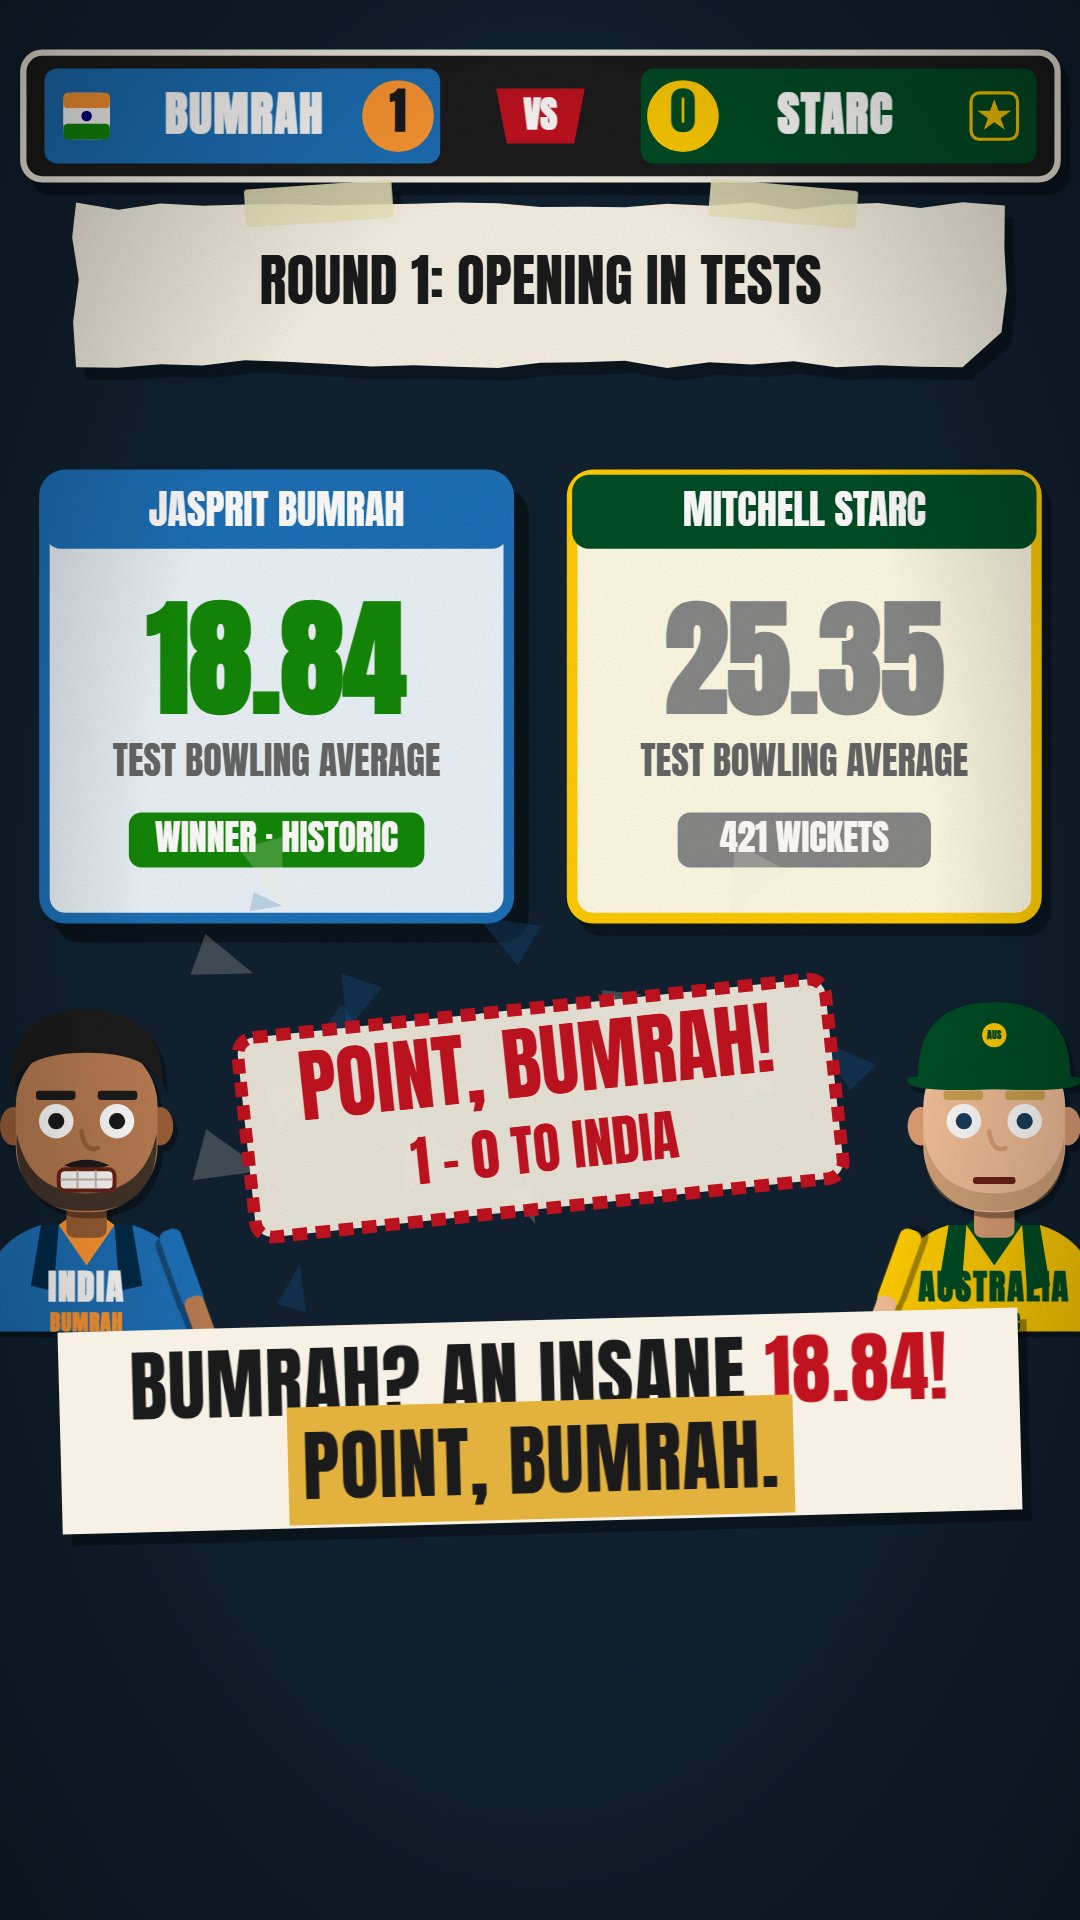 BUMRAH 1 VS 0 STARC
ROUND 1: OPENING IN TESTS
JASPRIT BUMRAH
18.84
TEST BOWLING AVERAGE
WINNER · HISTORIC
MITCHELL STARC
25.35
TEST BOWLING AVERAGE
421 WICKETS
POINT, BUMRAH!
1 - 0 TO INDIA
AUS
INDIA
BUMRAH
AUSTRALIA
BUMRAH? AN INSANE 18.84!
POINT, BUMRAH.